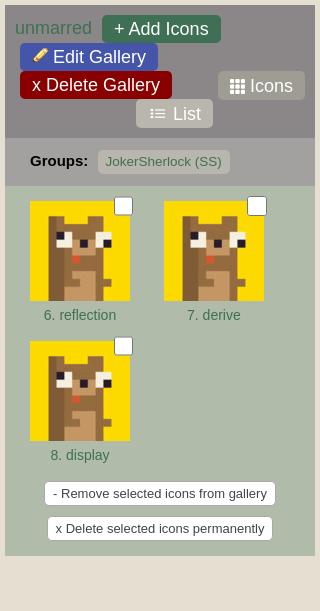 unmarred + Add Icons
Edit Gallery
x Delete Gallery
Icons
List
Groups: JokerSherlock (SS)
6. reflection 7. derive
8. display
- Remove selected icons from gallery
x Delete selected icons permanently